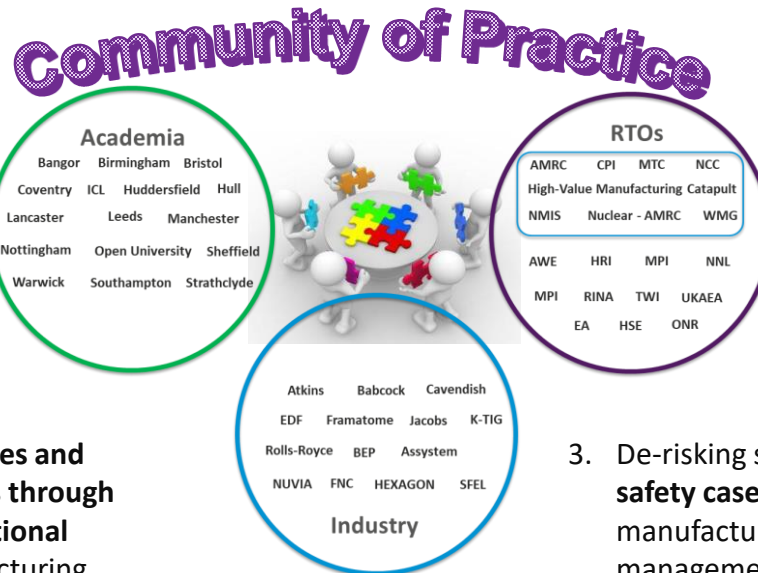 Community of Practice
Academia
Bangor Birmingham Bristol
Coventry ICL Huddersfield Hull
Lancaster Leeds Manchester
Nottingham Open University Sheffield
Warwick Southampton Strathclyde
RTOs
AMRC CPI MTC NCC
High-Value Manufacturing Catapult
NMIS Nuclear - AMRC WMG
AWE HRI MPI NNL
MPI RINA TWI UKAEA
EA HSE ONR
Atkins Babcock Cavendish
EDF Framatome Jacobs K-TIG
Rolls-Royce BEP Assystem
NUVIA FNC HEXAGON SFEL
Industry
es and
through
tional
cturing
3. De-risking s
safety case
manufactu
management